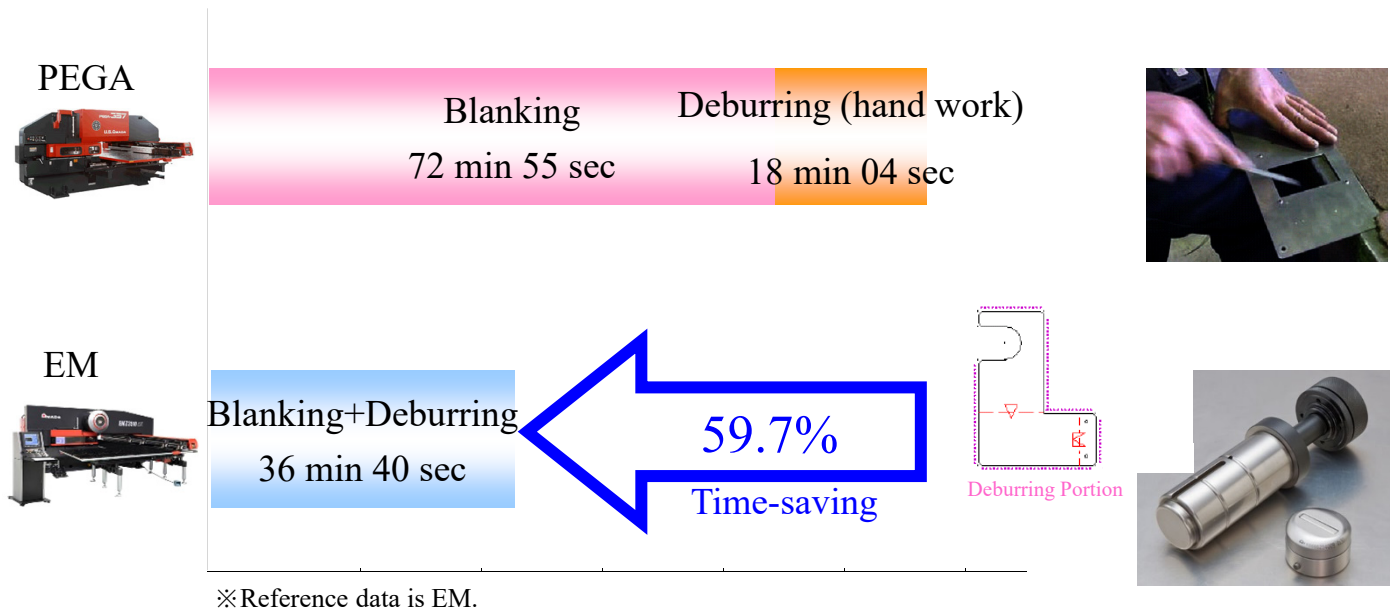 PEGA
Blanking
72 min 55 sec
Deburring (hand work)
18 min 04 sec
EM
Blanking+Deburring
36 min 40 sec
59.7%
Time-saving
Deburring Portion
※Reference data is EM.